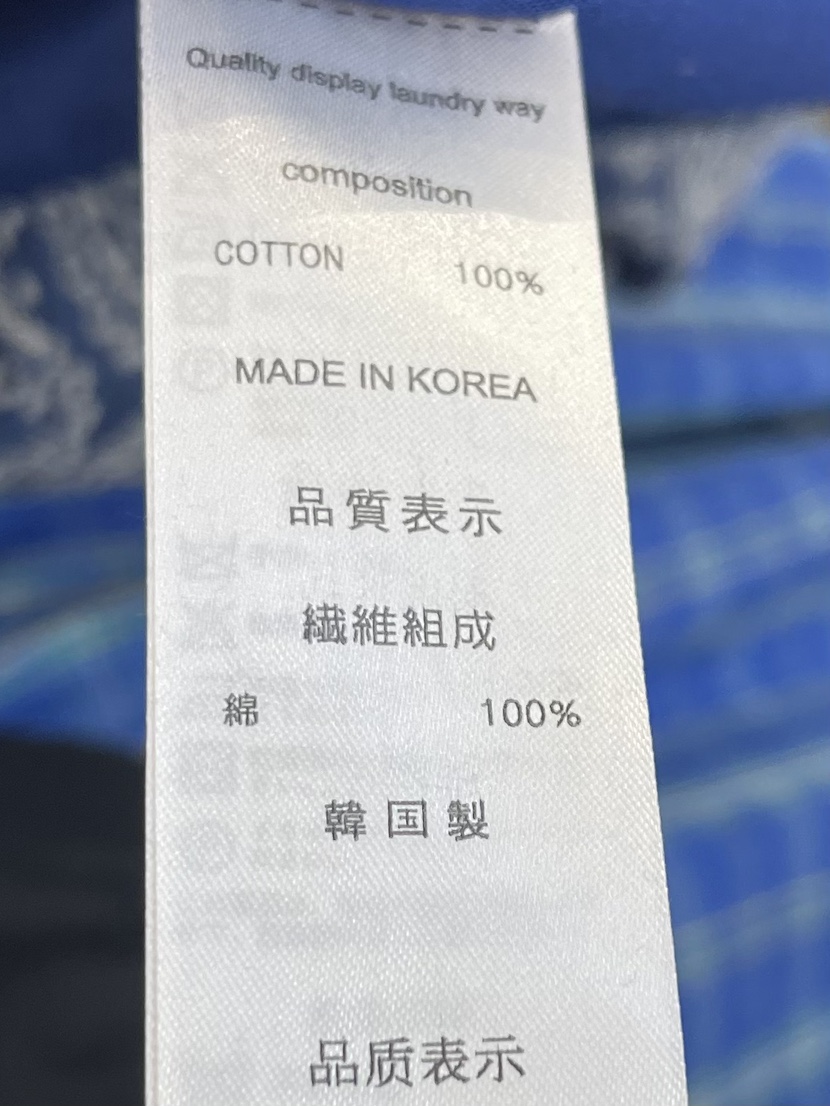 Quality display laundry way
composition
COTTON 100%
MADE IN KOREA
品質表示
繊維組成
綿 100%
韓国製
品质表示